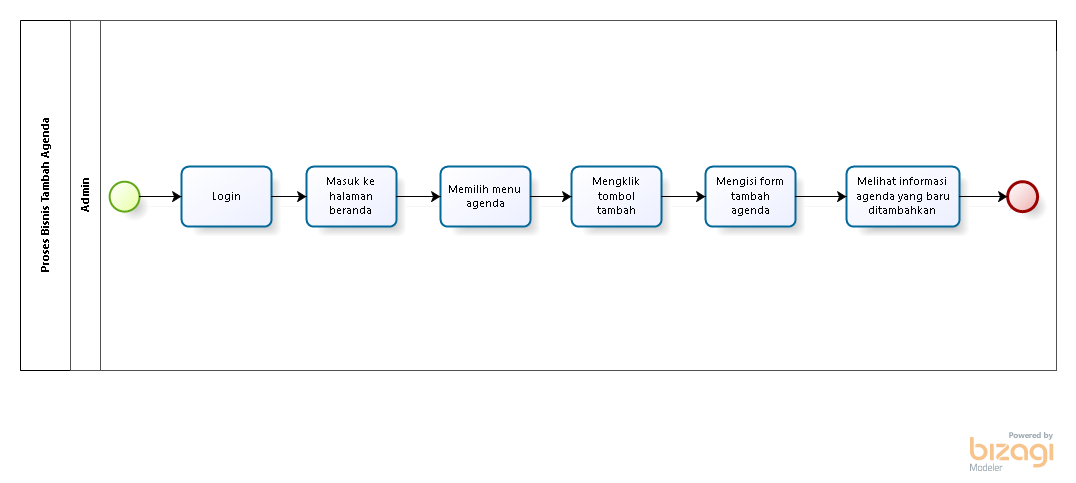 Proses Bisnis Tambah Agenda
Admin
Login
Masuk ke
halaman
beranda
Memilih menu
agenda
Mengklik
tombol
tambah
Mengisi form
tambah
agenda
Melihat informasi
agenda yang baru
ditambahkan
Powered by
bizagi
Modeler